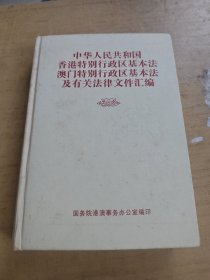 中华人民共和国
香港特别行政区基本法
澳门特别行政区基本法
及有关法律文件汇编
国务院港澳事务办公室编印